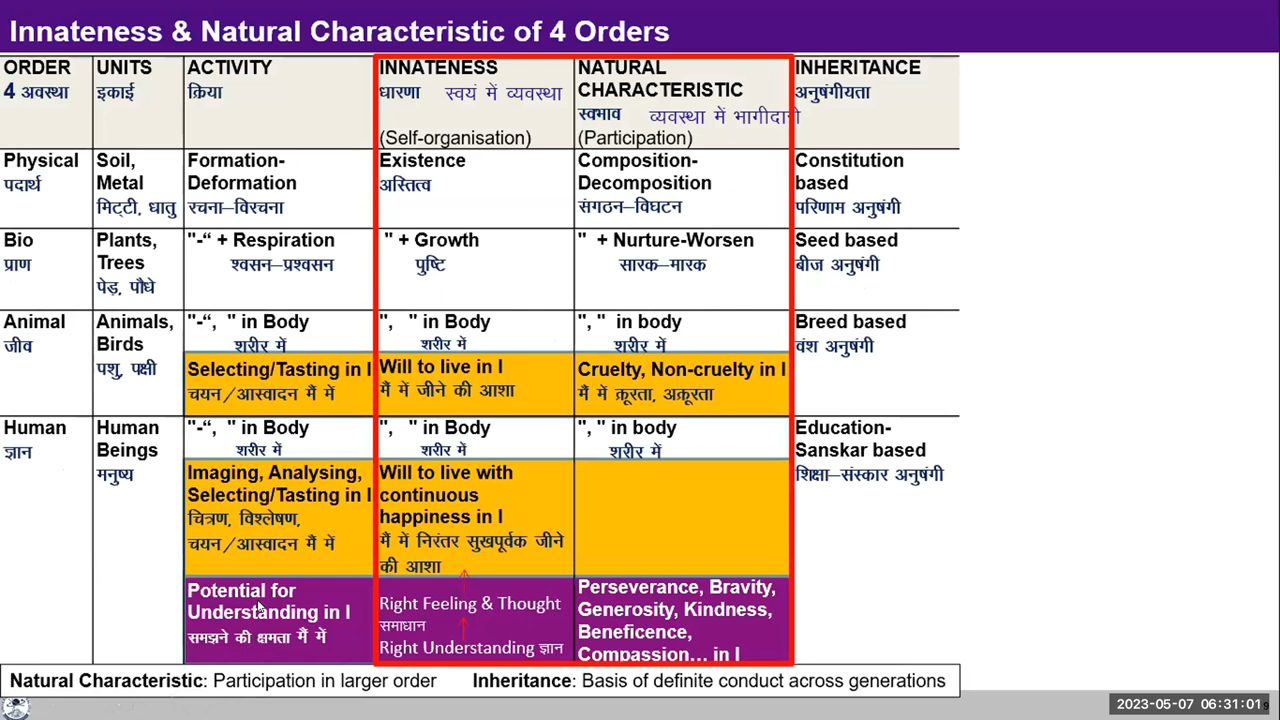 Innateness & Natural Characteristic of 4 Orders
ORDER
4 अवस्था
UNITS
इकाई
ACTIVITY
क्रिया
INNATENESS
धारणा स्वयं में व्यवस्था
(Self-organisation)
NATURAL
CHARACTERISTIC
स्वभाव व्यवस्था में भागीदारी
(Participation)
INHERITANCE
अनुषंगीयता
Physical
पदार्थ
Soil,
Metal
मिट्टी, धातु
Formation-
Deformation
रचना–विरचना
Existence
अस्तित्व
Composition-
Decomposition
संगठन–विघटन
Constitution
based
परिणाम अनुषंगी
Bio
प्राण
Plants,
Trees
पेड़, पौधे
"-“ + Respiration
श्वसन–प्रश्वसन
" + Growth
पुष्टि
" + Nurture-Worsen
सारक–मारक
Seed based
बीज अनुषंगी
Animal
जीव
Animals,
Birds
पशु, पक्षी
"-“, " in Body
शरीर में
Selecting/Tasting in I
चयन/आस्वादन मैं में
", " in Body
शरीर में
Will to live in I
मैं में जीने की आशा
", " in body
शरीर में
Cruelty, Non-cruelty in I
मैं में क्रूरता, अक्रूरता
Breed based
वंश अनुषंगी
Human
ज्ञान
Human
Beings
मनुष्य
"-“, " in Body
शरीर में
Imaging, Analysing,
Selecting/Tasting in I
चित्रण, विश्लेषण,
चयन/आस्वादन मैं में
Potential for
Understanding in I
समझने की क्षमता मैं में
", " in Body
शरीर में
Will to live with
continuous
happiness in I
मैं में निरंतर सुखपूर्वक जीने
की आशा
Right Feeling & Thought
समाधान
Right Understanding ज्ञान
", " in body
शरीर में
Perseverance, Bravity,
Generosity, Kindness,
Beneficence,
Compassion... in I
Education-
Sanskar based
शिक्षा–संस्कार अनुषंगी
Natural Characteristic: Participation in larger order Inheritance: Basis of definite conduct across generations
2023-05-07 06:31:01
9